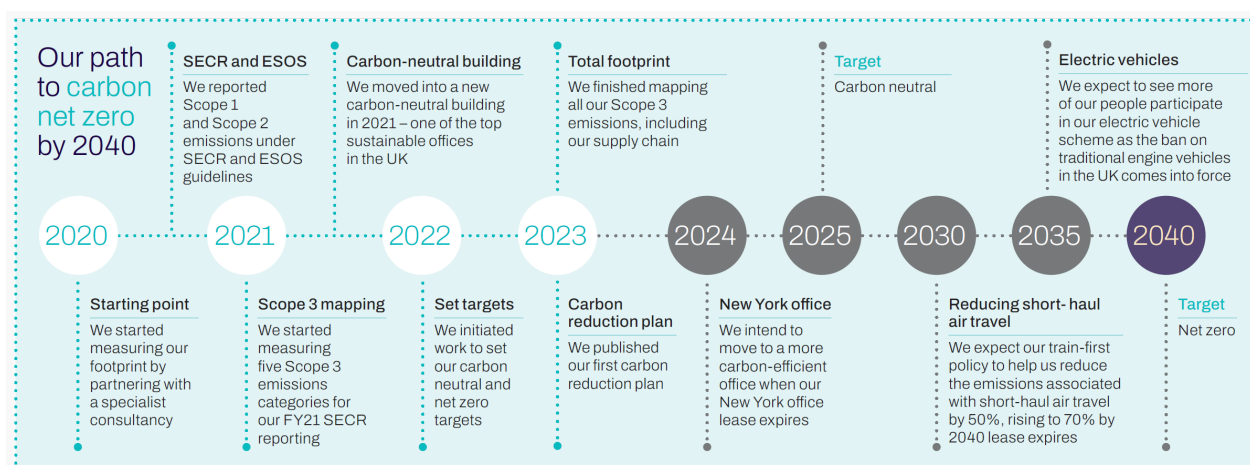 Our path
to carbon
net zero
by 2040
SECR and ESOS
We reported
Scope 1
and Scope 2
emissions under
SECR and ESOS
guidelines
Carbon-neutral building
We moved into a new
carbon-neutral building
in 2021 – one of the top
sustainable offices
in the UK
Total footprint
We finished mapping
all our Scope 3
emissions, including
our supply chain
Target
Carbon neutral
Electric vehicles
We expect to see more
of our people participate
in our electric vehicle
scheme as the ban on
traditional engine vehicles
in the UK comes into force
2020
2021
2022
2023
2024
2025
2030
2035
2040
Starting point
We started
measuring our
footprint by
partnering with
a specialist
consultancy
Scope 3 mapping
We started
measuring
five Scope 3
emissions
categories for
our FY21 SECR
reporting
Set targets
We initiated
work to set
our carbon
neutral and
net zero
targets
Carbon
reduction plan
We published
our first carbon
reduction plan
New York office
We intend to
move to a more
carbon-efficient
office when our
New York office
lease expires
Reducing short- haul
air travel
We expect our train-first
policy to help us reduce
the emissions associated
with short-haul air travel
by 50%, rising to 70% by
2040 lease expires
Target
Net zero